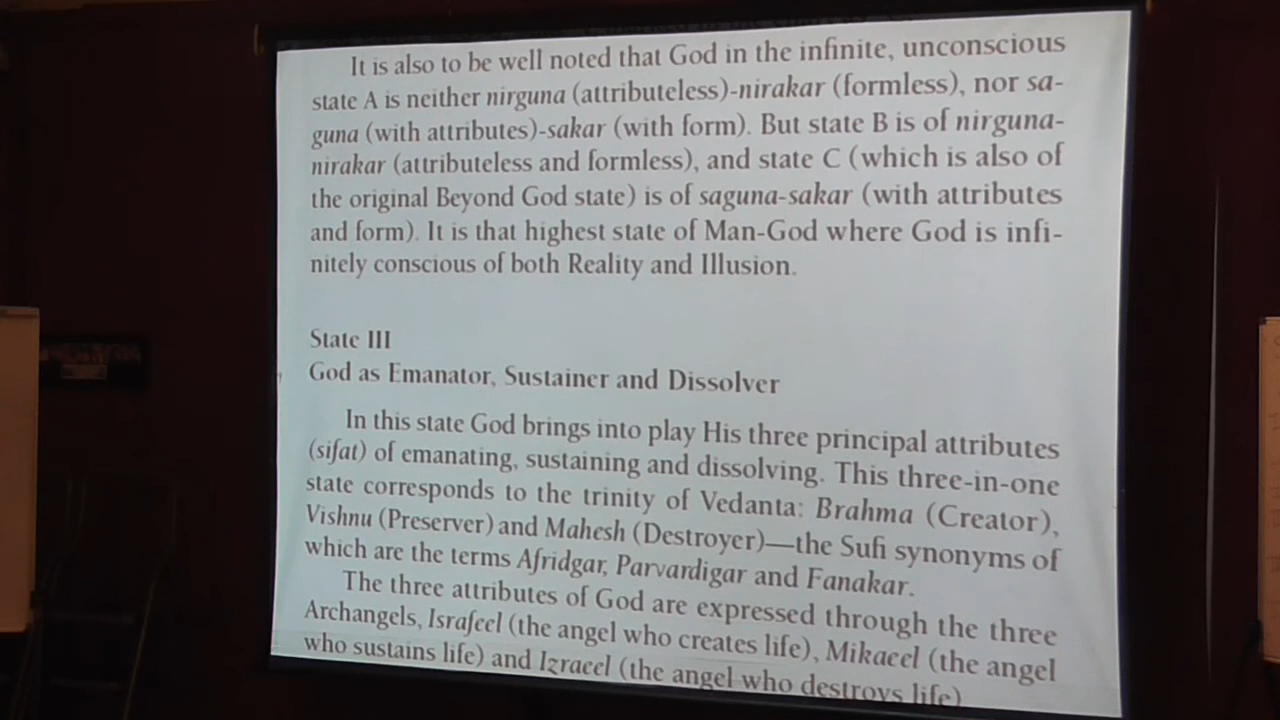 It is also to be well noted that God in the infinite, unconscious
state A is neither nirguna (attributeless)-nirakar (formless), nor sa-
guna (with attributes)-sakar (with form). But state B is of nirguna-
nirakar (attributeless and formless), and state C (which is also of
the original Beyond God state) is of saguna-sakar (with attributes
and form). It is that highest state of Man-God where God is infi-
nitely conscious of both Reality and Illusion.
State III
God as Emanator, Sustainer and Dissolver
In this state God brings into play His three principal attributes
(sifat) of emanating, sustaining and dissolving. This three-in-one
state corresponds to the trinity of Vedanta: Brahma (Creator),
Vishnu (Preserver) and Mahesh (Destroyer)—the Sufi synonyms of
which are the terms Afridgar, Parvardigar and Fanakar.
The three attributes of God are expressed through the three
Archangels, Israfeel (the angel who creates life), Mikaeel (the angel
who sustains life) and Izraeel (the angel who destroys life)